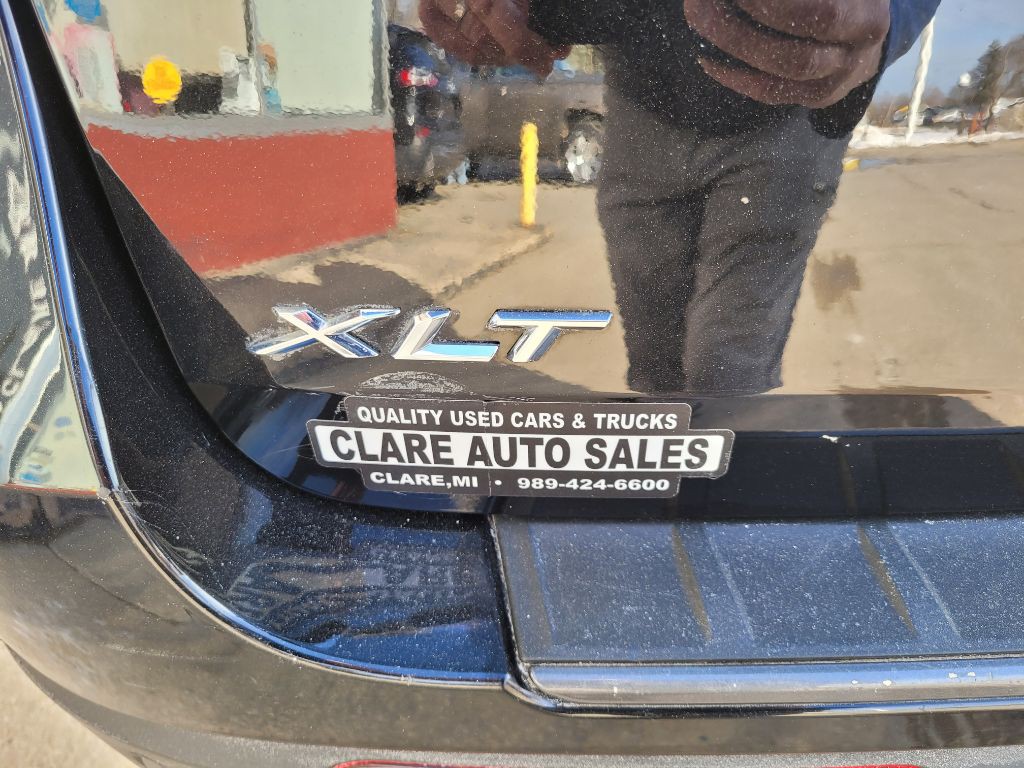 XLT
QUALITY USED CARS & TRUCKS
CLARE AUTO SALES
CLARE,MI • 989-424-6600